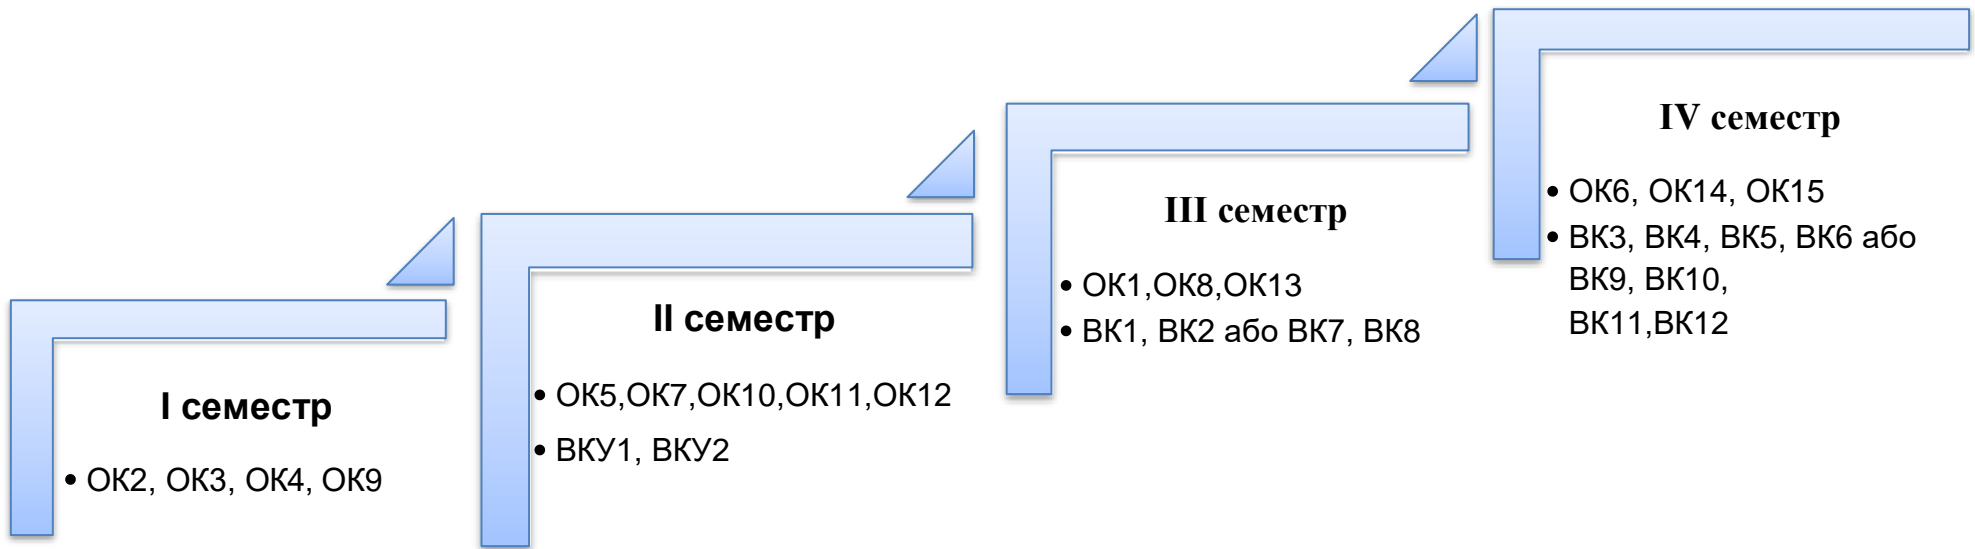 I семестр
• ОК2, ОК3, ОК4, ОК9
II семестр
• ОК5,ОК7,ОК10,ОК11,ОК12
• ВКУ1, ВКУ2
III семестр
• ОК1,ОК8,ОК13
• ВК1, ВК2 або ВК7, ВК8
IV семестр
• ОК6, ОК14, ОК15
• ВК3, ВК4, ВК5, ВК6 або
ВК9, ВК10,
ВК11,ВК12